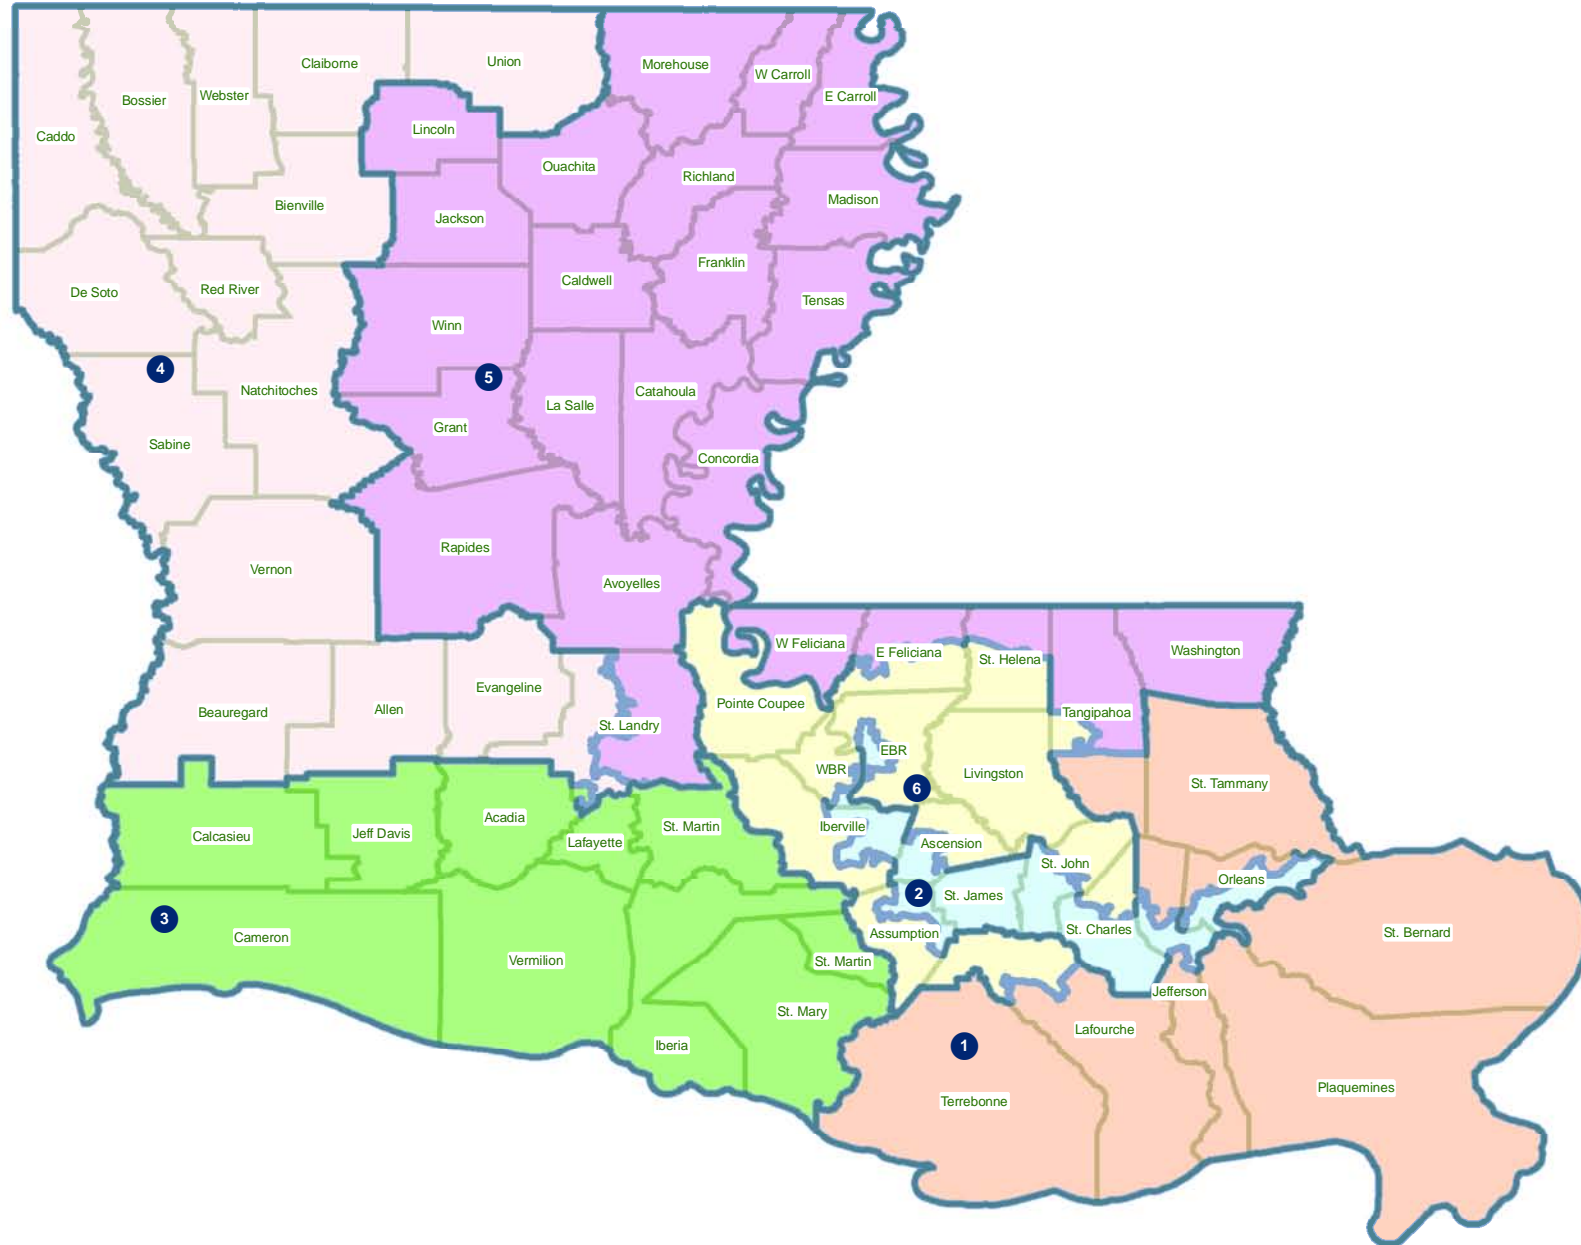 Union
Claiborne
Morehouse
W Carroll
Webster
E Carroll
Bossier
Lincoln
Caddo
Ouachita
Richland
Madison
Bienville
Jackson
Franklin
Caldwell
Red River
De Soto
Tensas
Winn
4
5
Natchitoches
Catahoula
La Salle
Grant
Sabine
Concordia
Rapides
Vernon
Avoyelles
W Feliciana
E Feliciana
Washington
St. Helena
Evangeline
Pointe Coupee
Allen
Beauregard
Tangipahoa
St. Landry
EBR
WBR
Livingston
St. Tammany
6
Acadia
Iberville
St. Martin
Jeff Davis
Calcasieu
Lafayette
Ascension
St. John
Orleans
2
St. James
3
St. Charles
St. Bernard
Assumption
Cameron
Vermilion
St. Martin
Jefferson
St. Mary
Lafourche
Iberia
1
Plaquemines
Terrebonne